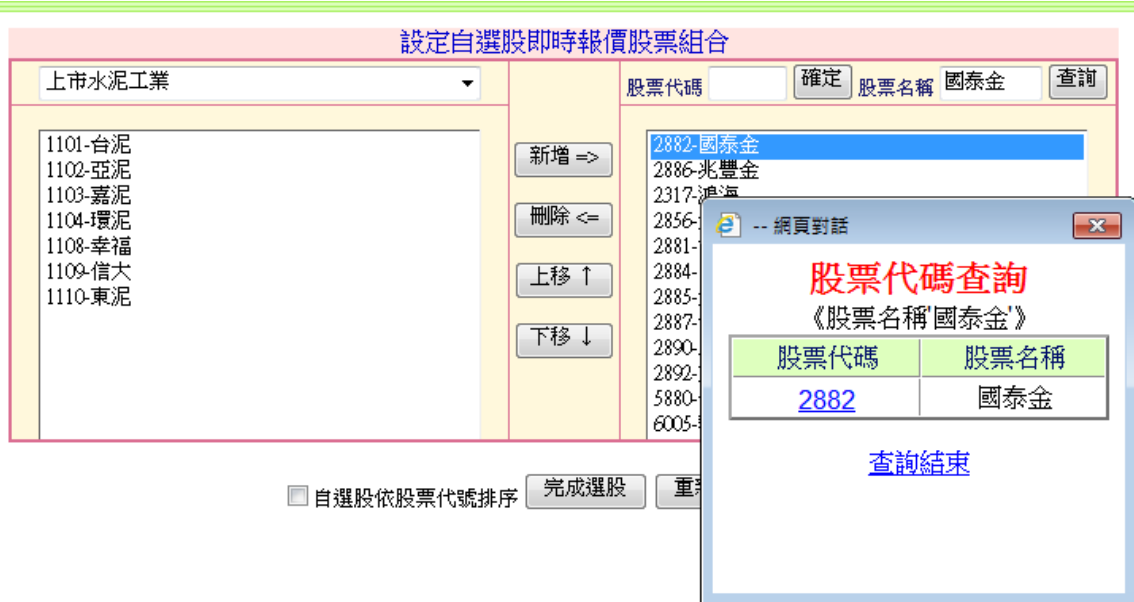 設定自選股即時報價股票組合
上市水泥工業
股票代碼 確定 股票名稱 國泰金 查詢
1101-台泥
1102-亞泥
1103-嘉泥
1104-環泥
1108-幸福
1109-信大
1110-東泥
新增 =>
刪除 <=
上移 ↑
下移 ↓
2882-國泰金
2886-兆豐金
2317-鴻海
2856-
2881-
2884-
2885-
2887-
2890-
2892-
5880-
6005-
-- 網頁對話
股票代碼查詢
《股票名稱'國泰金'》
股票代碼 股票名稱
2882 國泰金
查詢結束
自選股依股票代號排序 完成選股